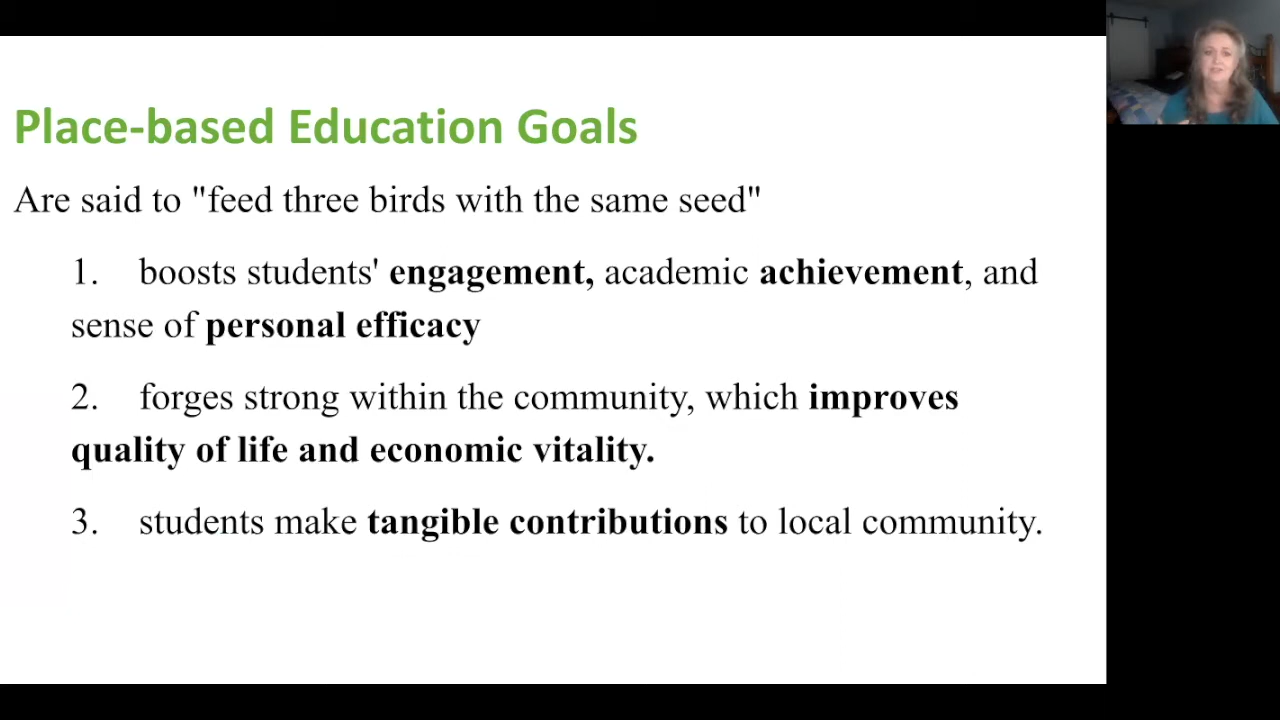 Place-based Education Goals
Are said to "feed three birds with the same seed"
1. boosts students' engagement, academic achievement, and
sense of personal efficacy
2. forges strong within the community, which improves
quality of life and economic vitality.
3. students make tangible contributions to local community.